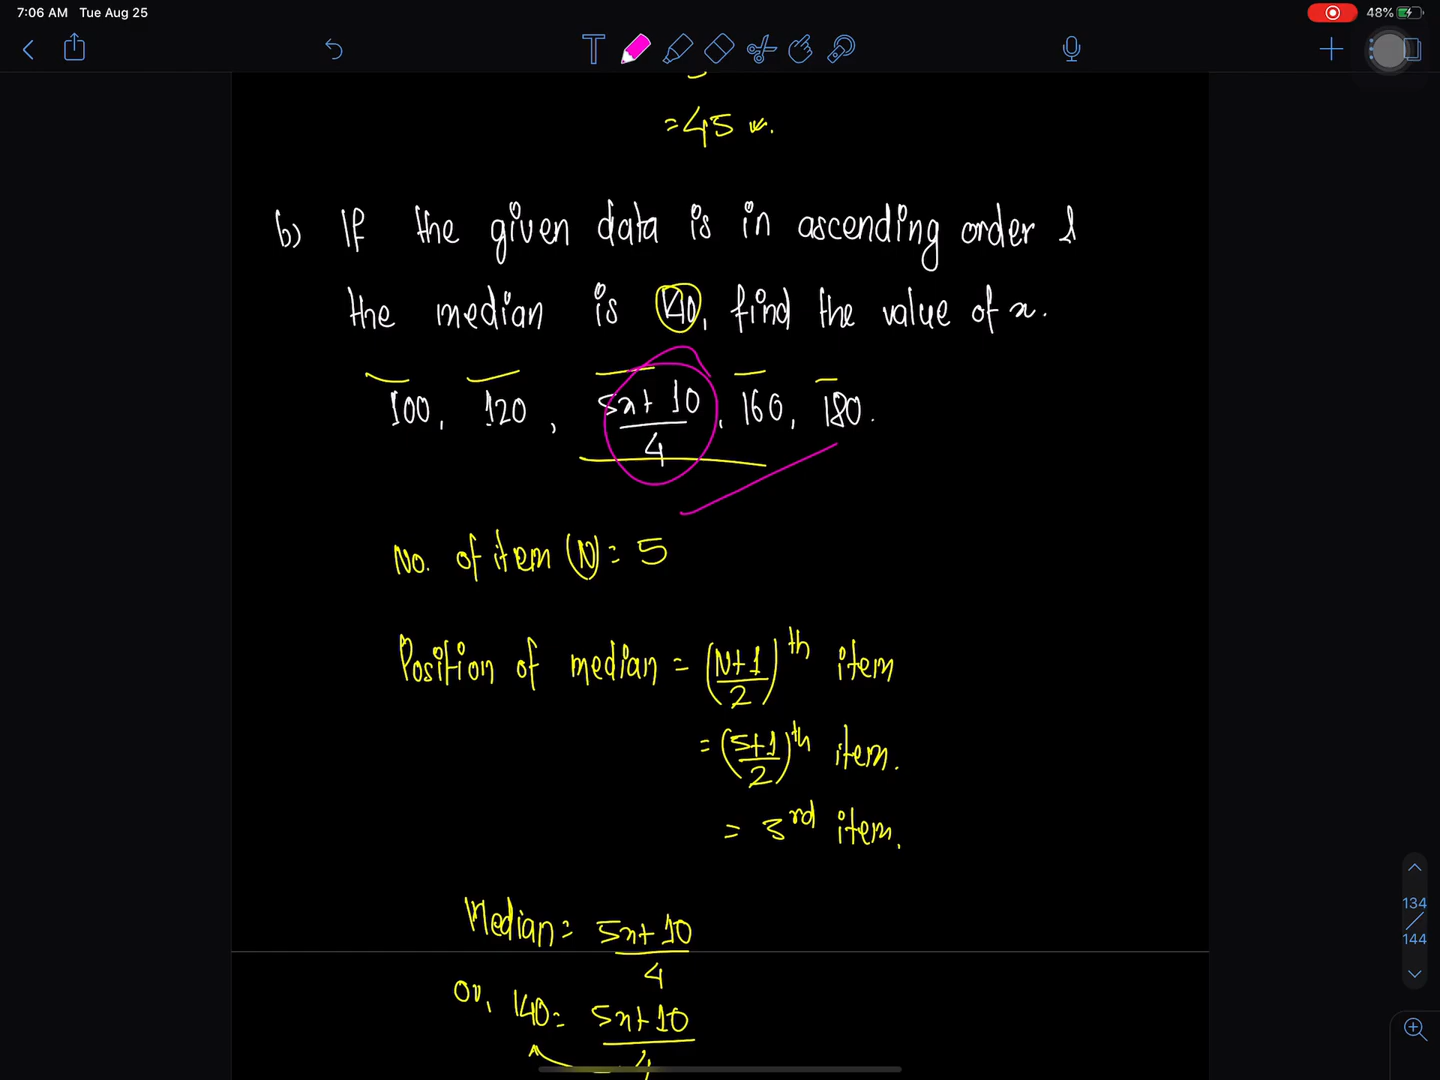 7:06 AM Tue Aug 25
48%
=45
b) If the given data is in ascending order &
the median is 140, find the value of x.
100, 120, (5x+10)/4, 160, 180.
No. of item (N) = 5
Position of median = (N+1/2)th item
= (5+1/2)th item.
= 3rd item.
Median = 5x+10/4
or, 140 = 5x+10/4
134
144